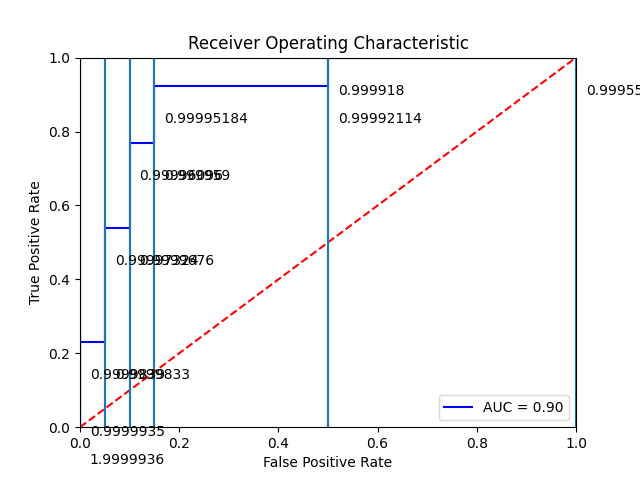 Receiver Operating Characteristic
1.0
0.999918
0.99955
0.99995184
0.99992114
0.8
0.6
0.4
0.2
0.0
0.9999935
1.9999936
0.0 0.2 0.4 0.6 0.8 1.0
True Positive Rate
False Positive Rate
AUC = 0.90